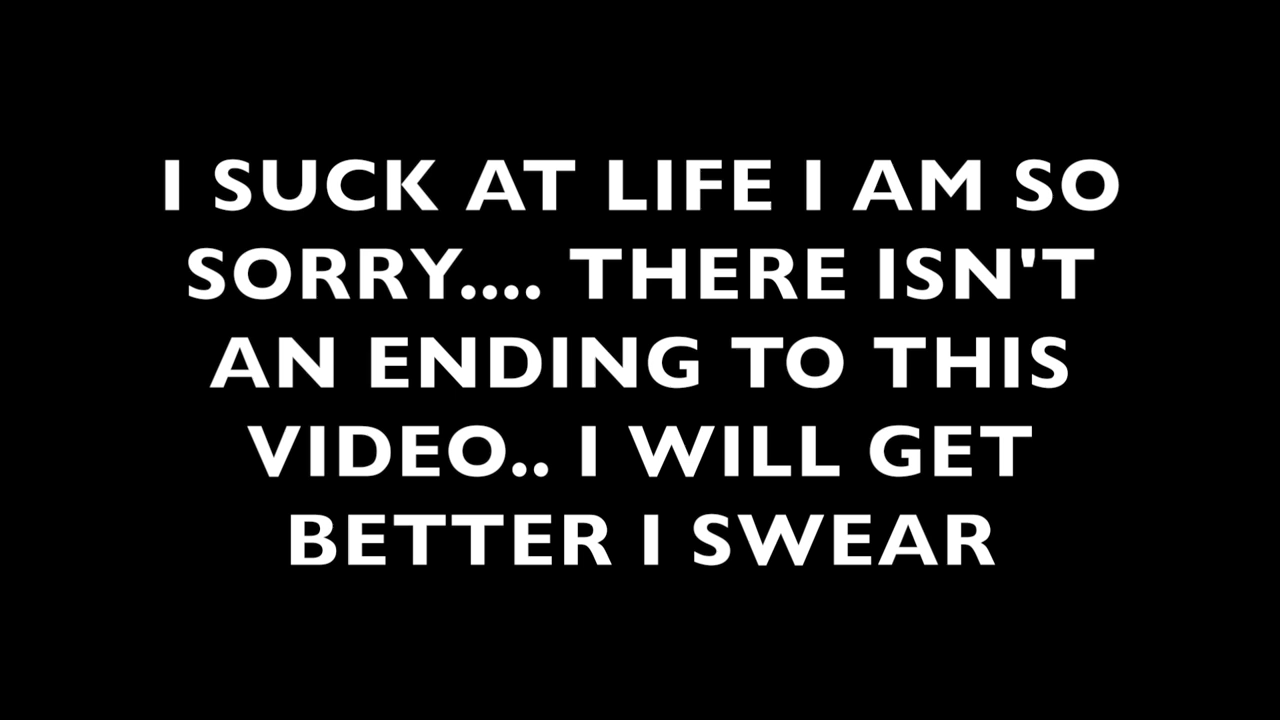 I SUCK AT LIFE I AM SO
SORRY.... THERE ISN'T
AN ENDING TO THIS
VIDEO.. I WILL GET
BETTER I SWEAR